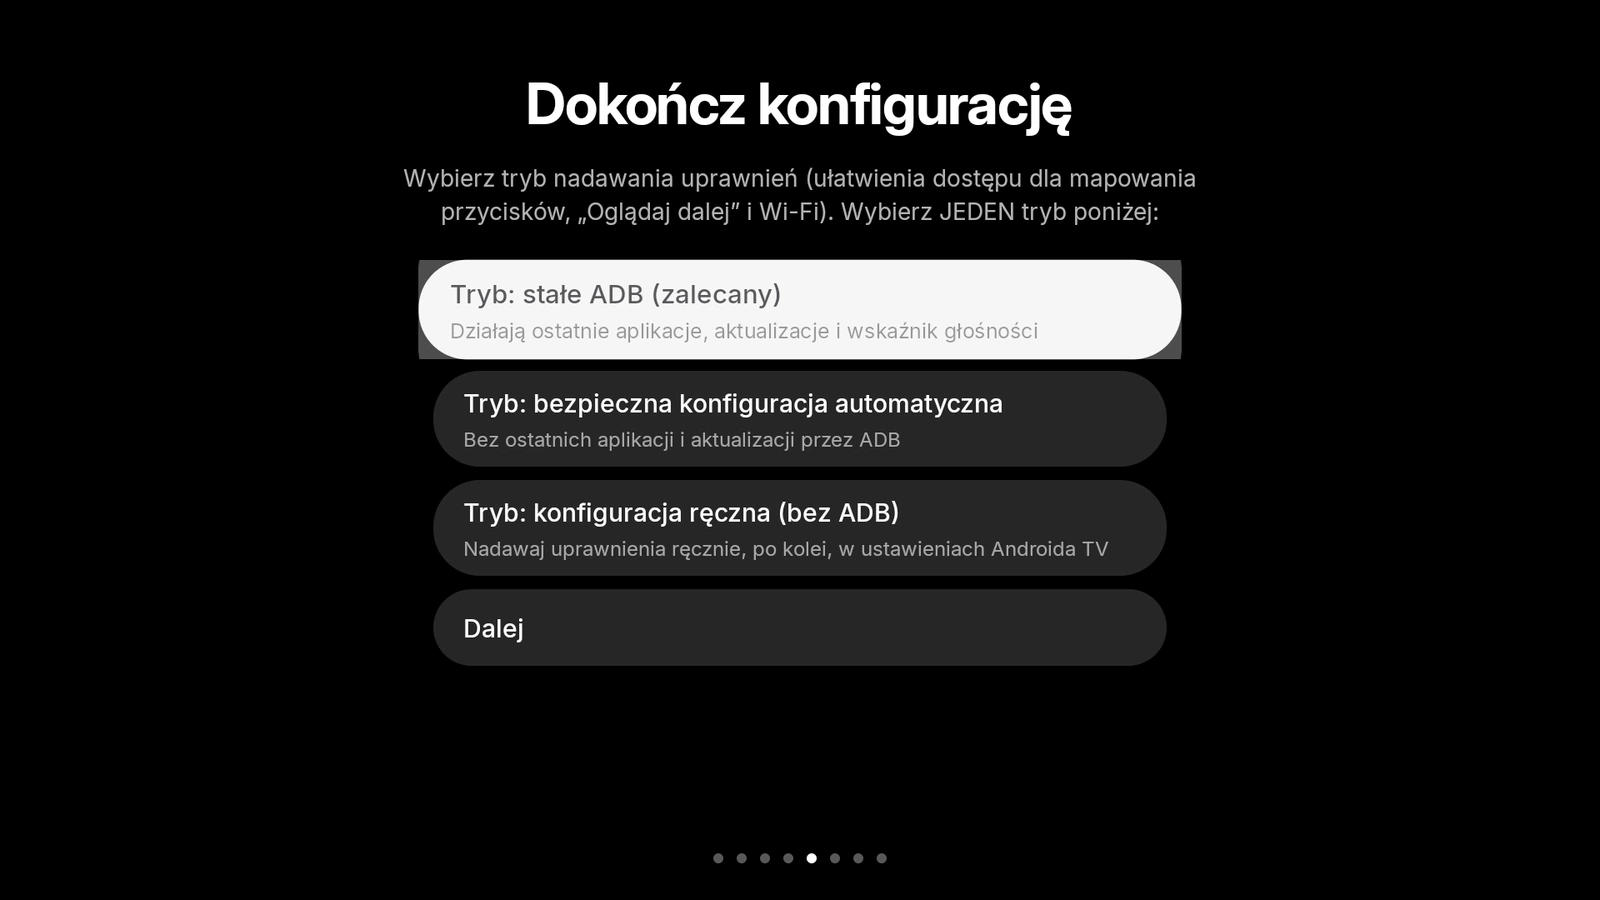 Dokończ konfigurację
Wybierz tryb nadawania uprawnień (ułatwienia dostępu dla mapowania
przycisków, „Oglądaj dalej” i Wi-Fi). Wybierz JEDEN tryb poniżej:
Tryb: stałe ADB (zalecany)
Działają ostatnie aplikacje, aktualizacje i wskaźnik głośności
Tryb: bezpieczna konfiguracja automatyczna
Bez ostatnich aplikacji i aktualizacji przez ADB
Tryb: konfiguracja ręczna (bez ADB)
Nadawaj uprawnienia ręcznie, po kolei, w ustawieniach Androida TV
Dalej